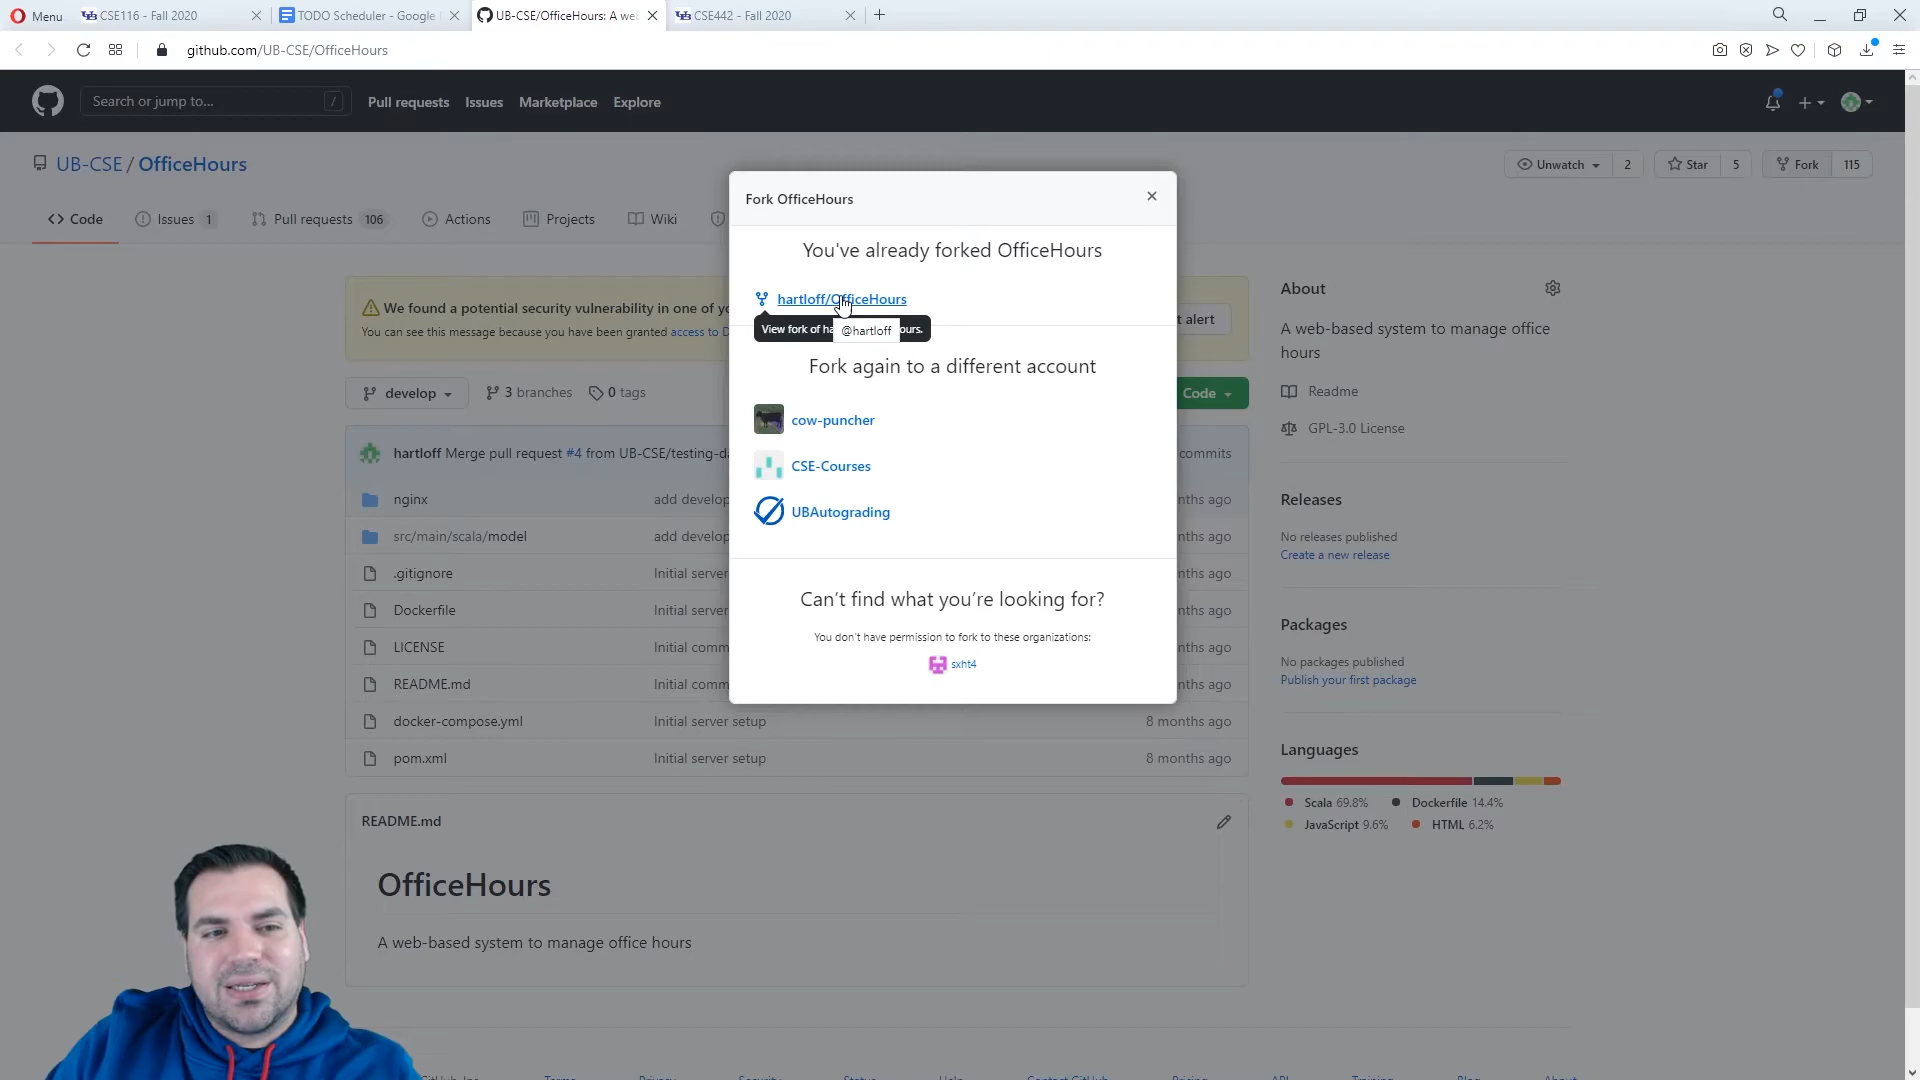 Menu
CSE116 - Fall 2020
TODO Scheduler - Google
UB-CSE/OfficeHours: A we
CSE442 - Fall 2020
github.com/UB-CSE/OfficeHours
Search or jump to...
/
Pull requests
Issues
Marketplace
Explore
UB-CSE / OfficeHours
Unwatch 2
Star 5
Fork 115
Code
Issues 1
Pull requests 106
Actions
Projects
Wiki
Fork OfficeHours
You've already forked OfficeHours
hartloff/OfficeHours
View fork of ha
@hartloff
ours.
Fork again to a different account
cow-puncher
CSE-Courses
UBAutograding
Can't find what you're looking for?
You don't have permission to fork to these organizations:
sxht4
We found a potential security vulnerability in one of yo
You can see this message because you have been granted access to D
t alert
develop
3 branches
0 tags
Code
hartloff Merge pull request #4 from UB-CSE/testing-da
commits
nginx add develop nths ago
src/main/scala/model add develop nths ago
.gitignore Initial server nths ago
Dockerfile Initial server nths ago
LICENSE Initial comm nths ago
README.md Initial comm nths ago
docker-compose.yml Initial server setup 8 months ago
pom.xml Initial server setup 8 months ago
README.md
OfficeHours
A web-based system to manage office hours
About
A web-based system to manage office
hours
Readme
GPL-3.0 License
Releases
No releases published
Create a new release
Packages
No packages published
Publish your first package
Languages
Scala 69.8%
Dockerfile 14.4%
JavaScript 9.6%
HTML 6.2%